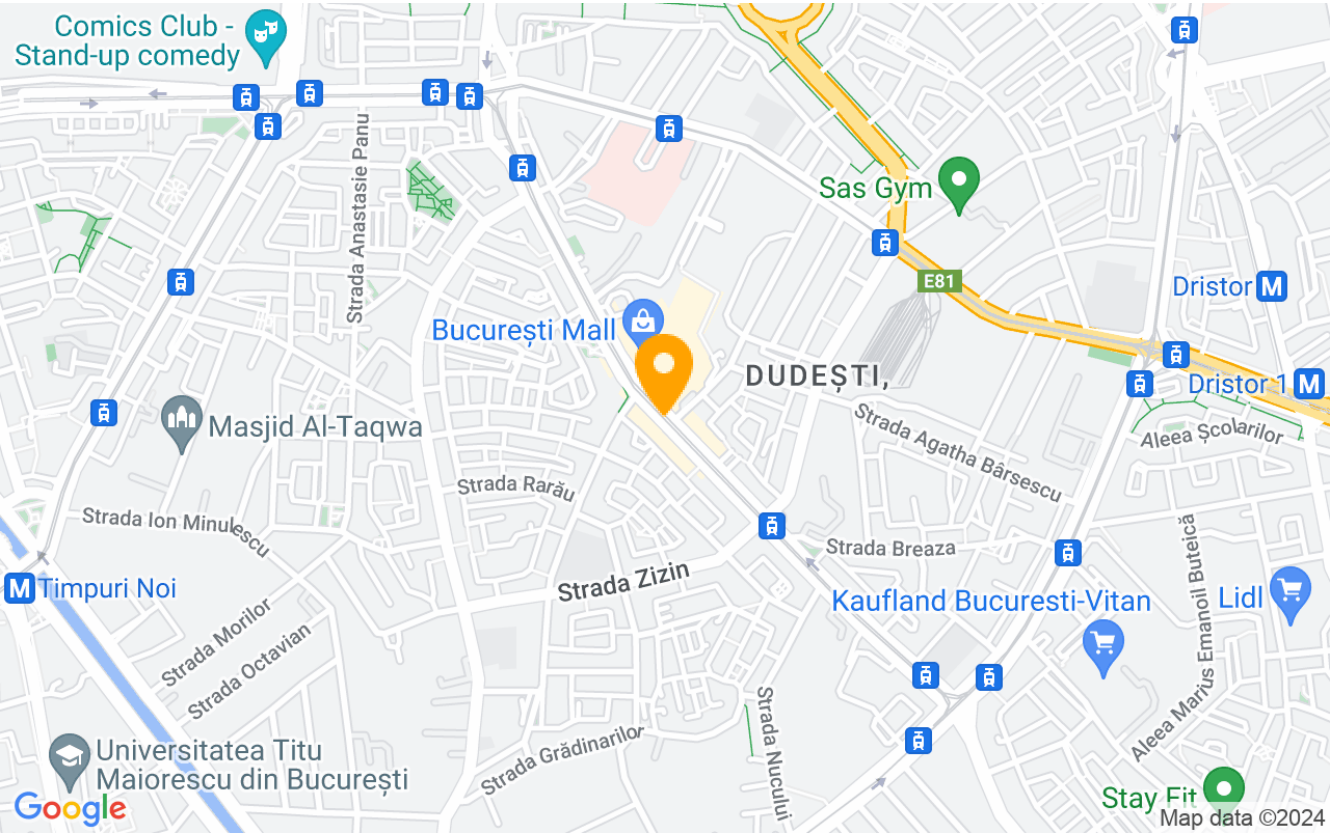 Comics Club -
Stand-up comedy
Strada Anastasie Panu
Sas Gym
E81
Dristor M
București Mall
DUDEȘTI,
Dristor 1 M
Masjid Al-Taqwa
Strada Agatha Bârsescu
Aleea Școlarilor
Strada Rarău
Strada Ion Minulescu
Strada Breaza
Aleea Marius Emanoil Buteică
M Timpuri Noi
Strada Zizin
Kaufland Bucuresti-Vitan
Lidl
Strada Morilor
Strada Octavian
Strada Grădinarilor
Strada Nucului
Universitatea Titu
Maiorescu din București
Stay Fit
Google
Map data ©2024